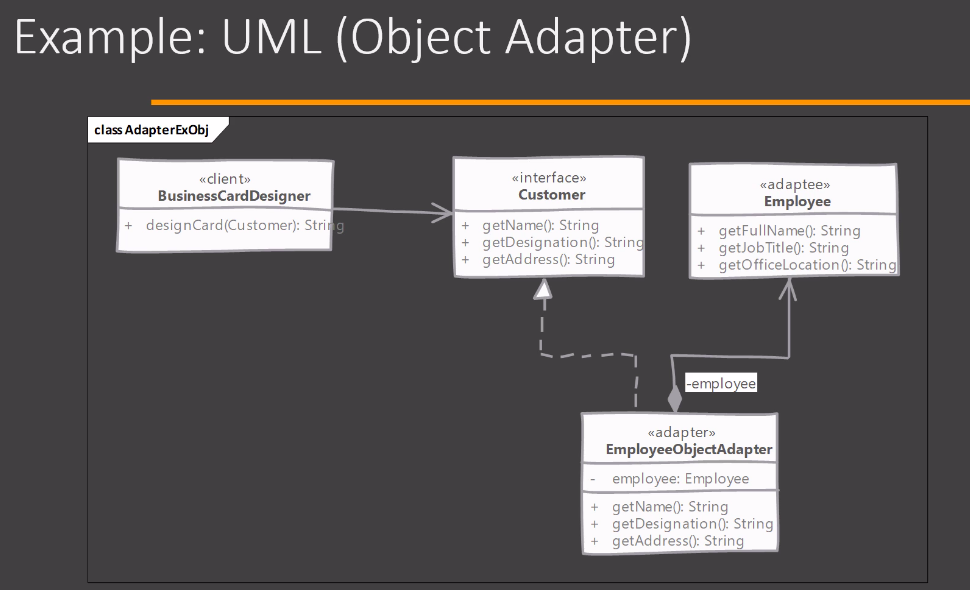 Example: UML (Object Adapter)
class AdapterExObj
«client»
BusinessCardDesigner
+ designCard(Customer): String
«interface»
Customer
+ getName(): String
+ getDesignation(): String
+ getAddress(): String
«adaptee»
Employee
+ getFullName(): String
+ getJobTitle(): String
+ getOfficeLocation(): String
-employee
«adapter»
EmployeeObjectAdapter
- employee: Employee
+ getName(): String
+ getDesignation(): String
+ getAddress(): String